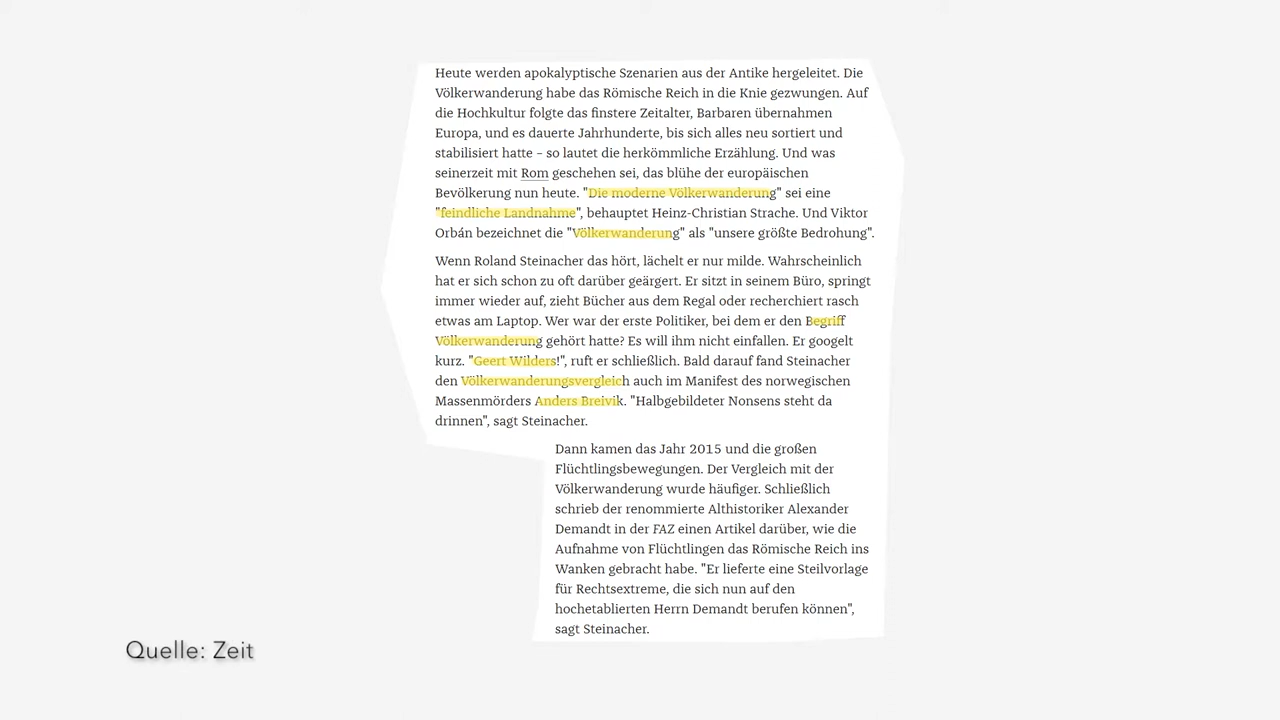 Heute werden apokalyptische Szenarien aus der Antike hergeleitet. Die
Völkerwanderung habe das Römische Reich in die Knie gezwungen. Auf
die Hochkultur folgte das finstere Zeitalter, Barbaren übernahmen
Europa, und es dauerte Jahrhunderte, bis sich alles neu sortiert und
stabilisiert hatte – so lautet die herkömmliche Erzählung. Und was
seinerzeit mit Rom geschehen sei, das blühe der europäischen
Bevölkerung nun heute. "Die moderne Völkerwanderung" sei eine
"feindliche Landnahme", behauptet Heinz-Christian Strache. Und Viktor
Orbán bezeichnet die "Völkerwanderung" als "unsere größte Bedrohung".
Wenn Roland Steinacher das hört, lächelt er nur milde. Wahrscheinlich
hat er sich schon zu oft darüber geärgert. Er sitzt in seinem Büro, springt
immer wieder auf, zieht Bücher aus dem Regal oder recherchiert rasch
etwas am Laptop. Wer war der erste Politiker, bei dem er den Begriff
Völkerwanderung gehört hatte? Es will ihm nicht einfallen. Er googelt
kurz. "Geert Wilders!", ruft er schließlich. Bald darauf fand Steinacher
den Völkerwanderungsvergleich auch im Manifest des norwegischen
Massenmörders Anders Breivik. "Halbgebildeter Nonsens steht da
drinnen", sagt Steinacher.
Dann kamen das Jahr 2015 und die großen
Flüchtlingsbewegungen. Der Vergleich mit der
Völkerwanderung wurde häufiger. Schließlich
schrieb der renommierte Althistoriker Alexander
Demandt in der FAZ einen Artikel darüber, wie die
Aufnahme von Flüchtlingen das Römische Reich ins
Wanken gebracht habe. "Er lieferte eine Steilvorlage
für Rechtsextreme, die sich nun auf den
hochetablierten Herrn Demandt berufen können",
sagt Steinacher.
Quelle: Zeit